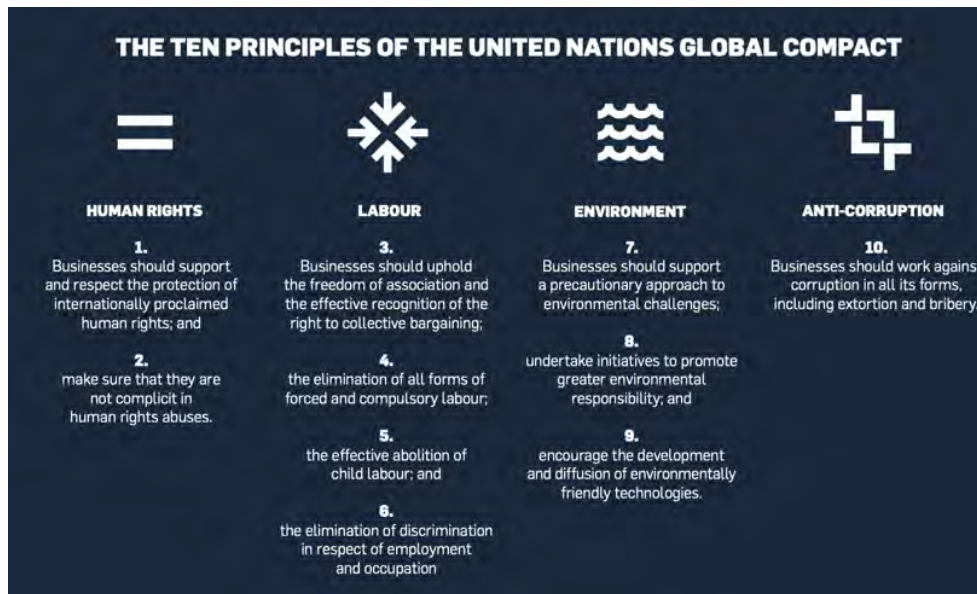 THE TEN PRINCIPLES OF THE UNITED NATIONS GLOBAL COMPACT
HUMAN RIGHTS
1.
Businesses should support
and respect the protection of
internationally proclaimed
human rights; and
2.
make sure that they are
not complicit in
human rights abuses.
LABOUR
3.
Businesses should uphold
the freedom of association and
the effective recognition of the
right to collective bargaining;
4.
the elimination of all forms of
forced and compulsory labour;
5.
the effective abolition of
child labour; and
6.
the elimination of discrimination
in respect of employment
and occupation
ENVIRONMENT
7.
Businesses should support
a precautionary approach to
environmental challenges;
8.
undertake initiatives to promote
greater environmental
responsibility; and
9.
encourage the development
and diffusion of environmentally
friendly technologies.
ANTI-CORRUPTION
10.
Businesses should work agains
corruption in all its forms,
including extortion and bribery.